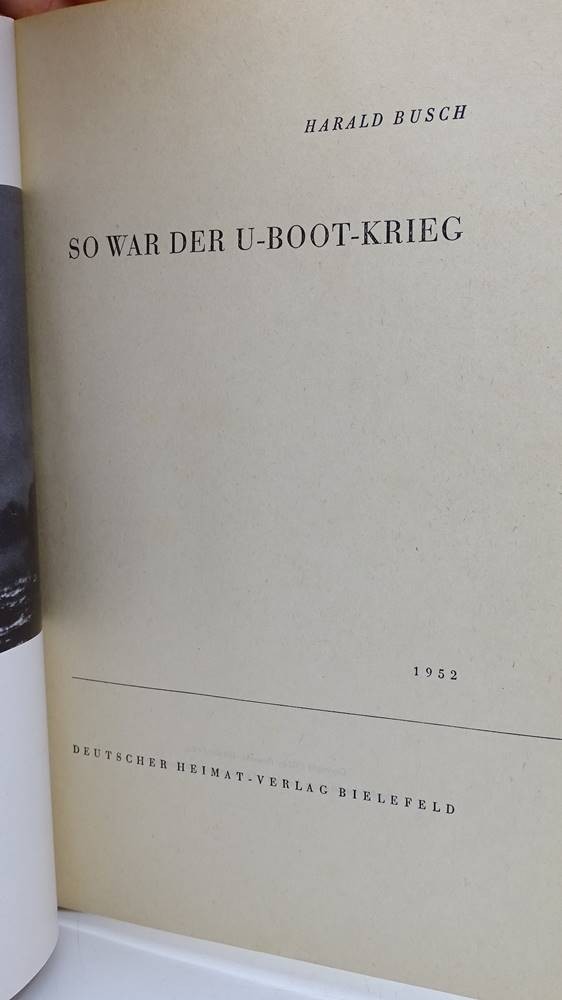 HARALD BUSCH
SO WAR DER U-BOOT-KRIEG
1952
DEUTSCHER HEIMAT-VERLAG BIELEFELD